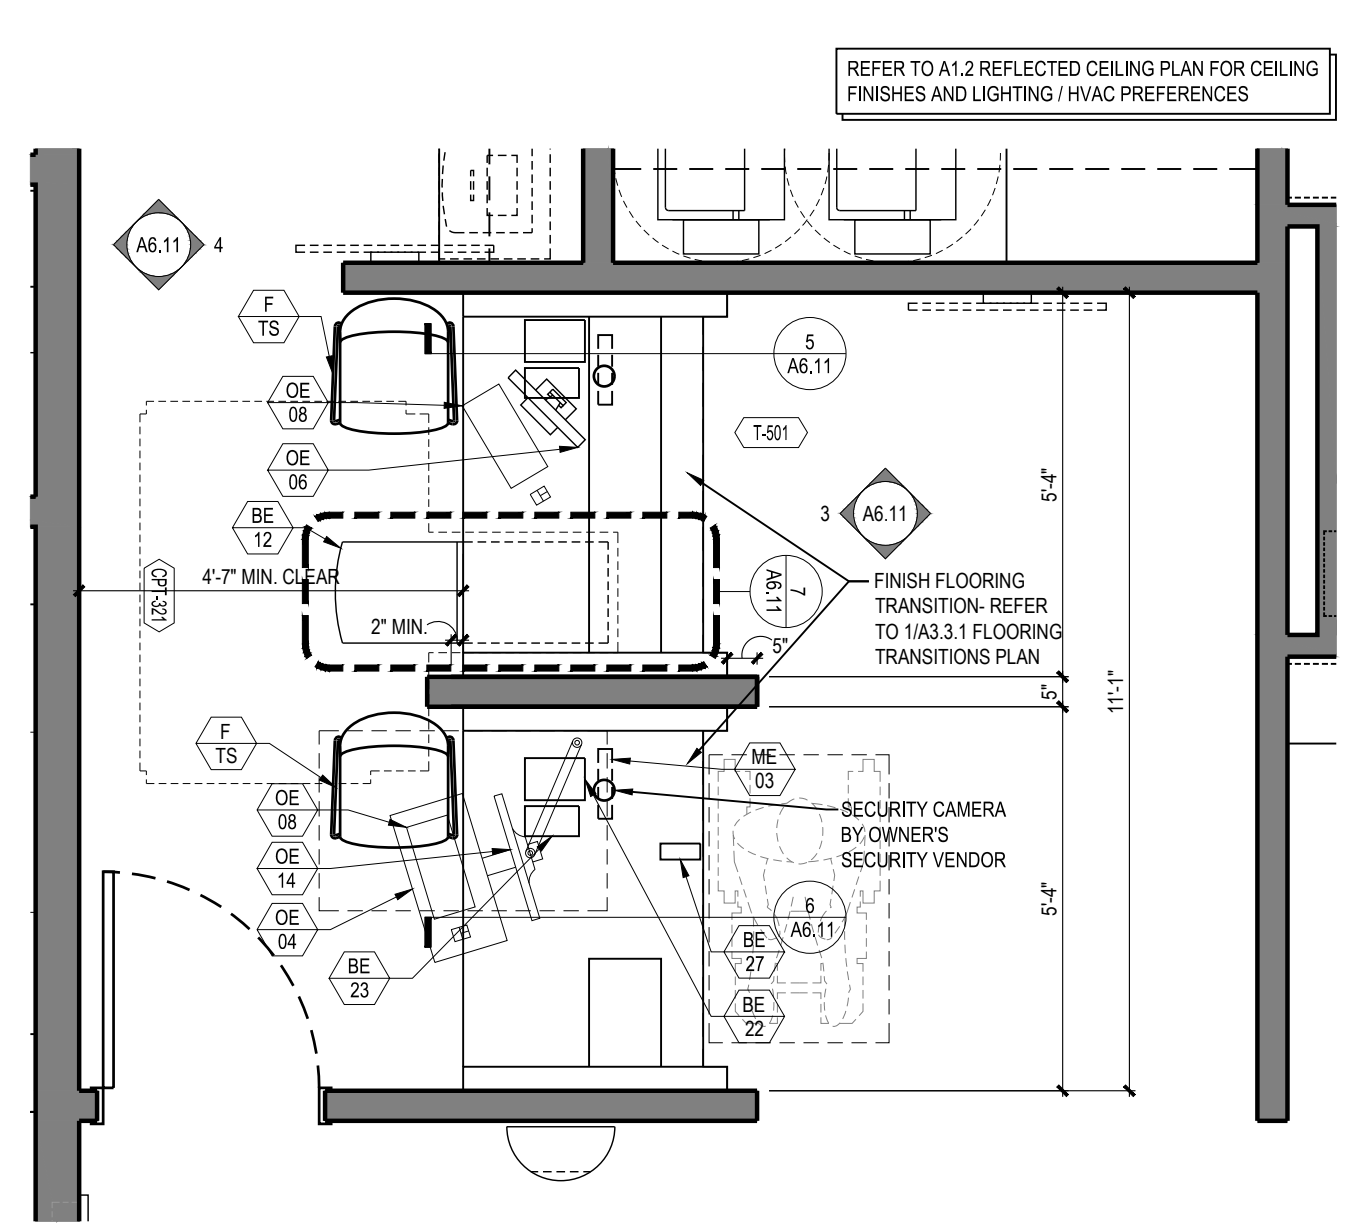 REFER TO A1.2 REFLECTED CEILING PLAN FOR CEILING
FINISHES AND LIGHTING / HVAC PREFERENCES
A6.11
4
F
TS
5
A6.11
OE
08
T-501
OE
06
5'-4"
3
A6.11
BE
12
4'-7" MIN. CLEAR
CPT-321
7
A6.11
FINISH FLOORING
TRANSITION- REFER
TO 1/A3.3.1 FLOORING
TRANSITIONS PLAN
2" MIN.
5"
5"
11'-1"
F
TS
ME
03
OE
08
SECURITY CAMERA
BY OWNER'S
SECURITY VENDOR
OE
14
5'-4"
OE
04
6
A6.11
BE
27
BE
23
BE
22